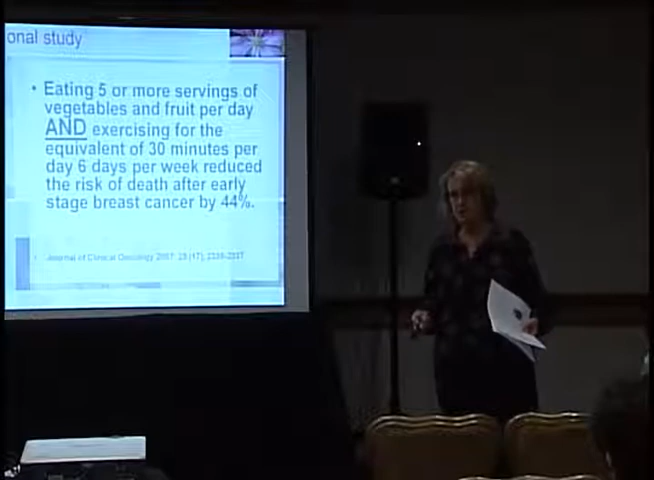 onal study
• Eating 5 or more servings of
vegetables and fruit per day
AND exercising for the
equivalent of 30 minutes per
day 6 days per week reduced
the risk of death after early
stage breast cancer by 44%.
Journal of Clinical Oncology 2007